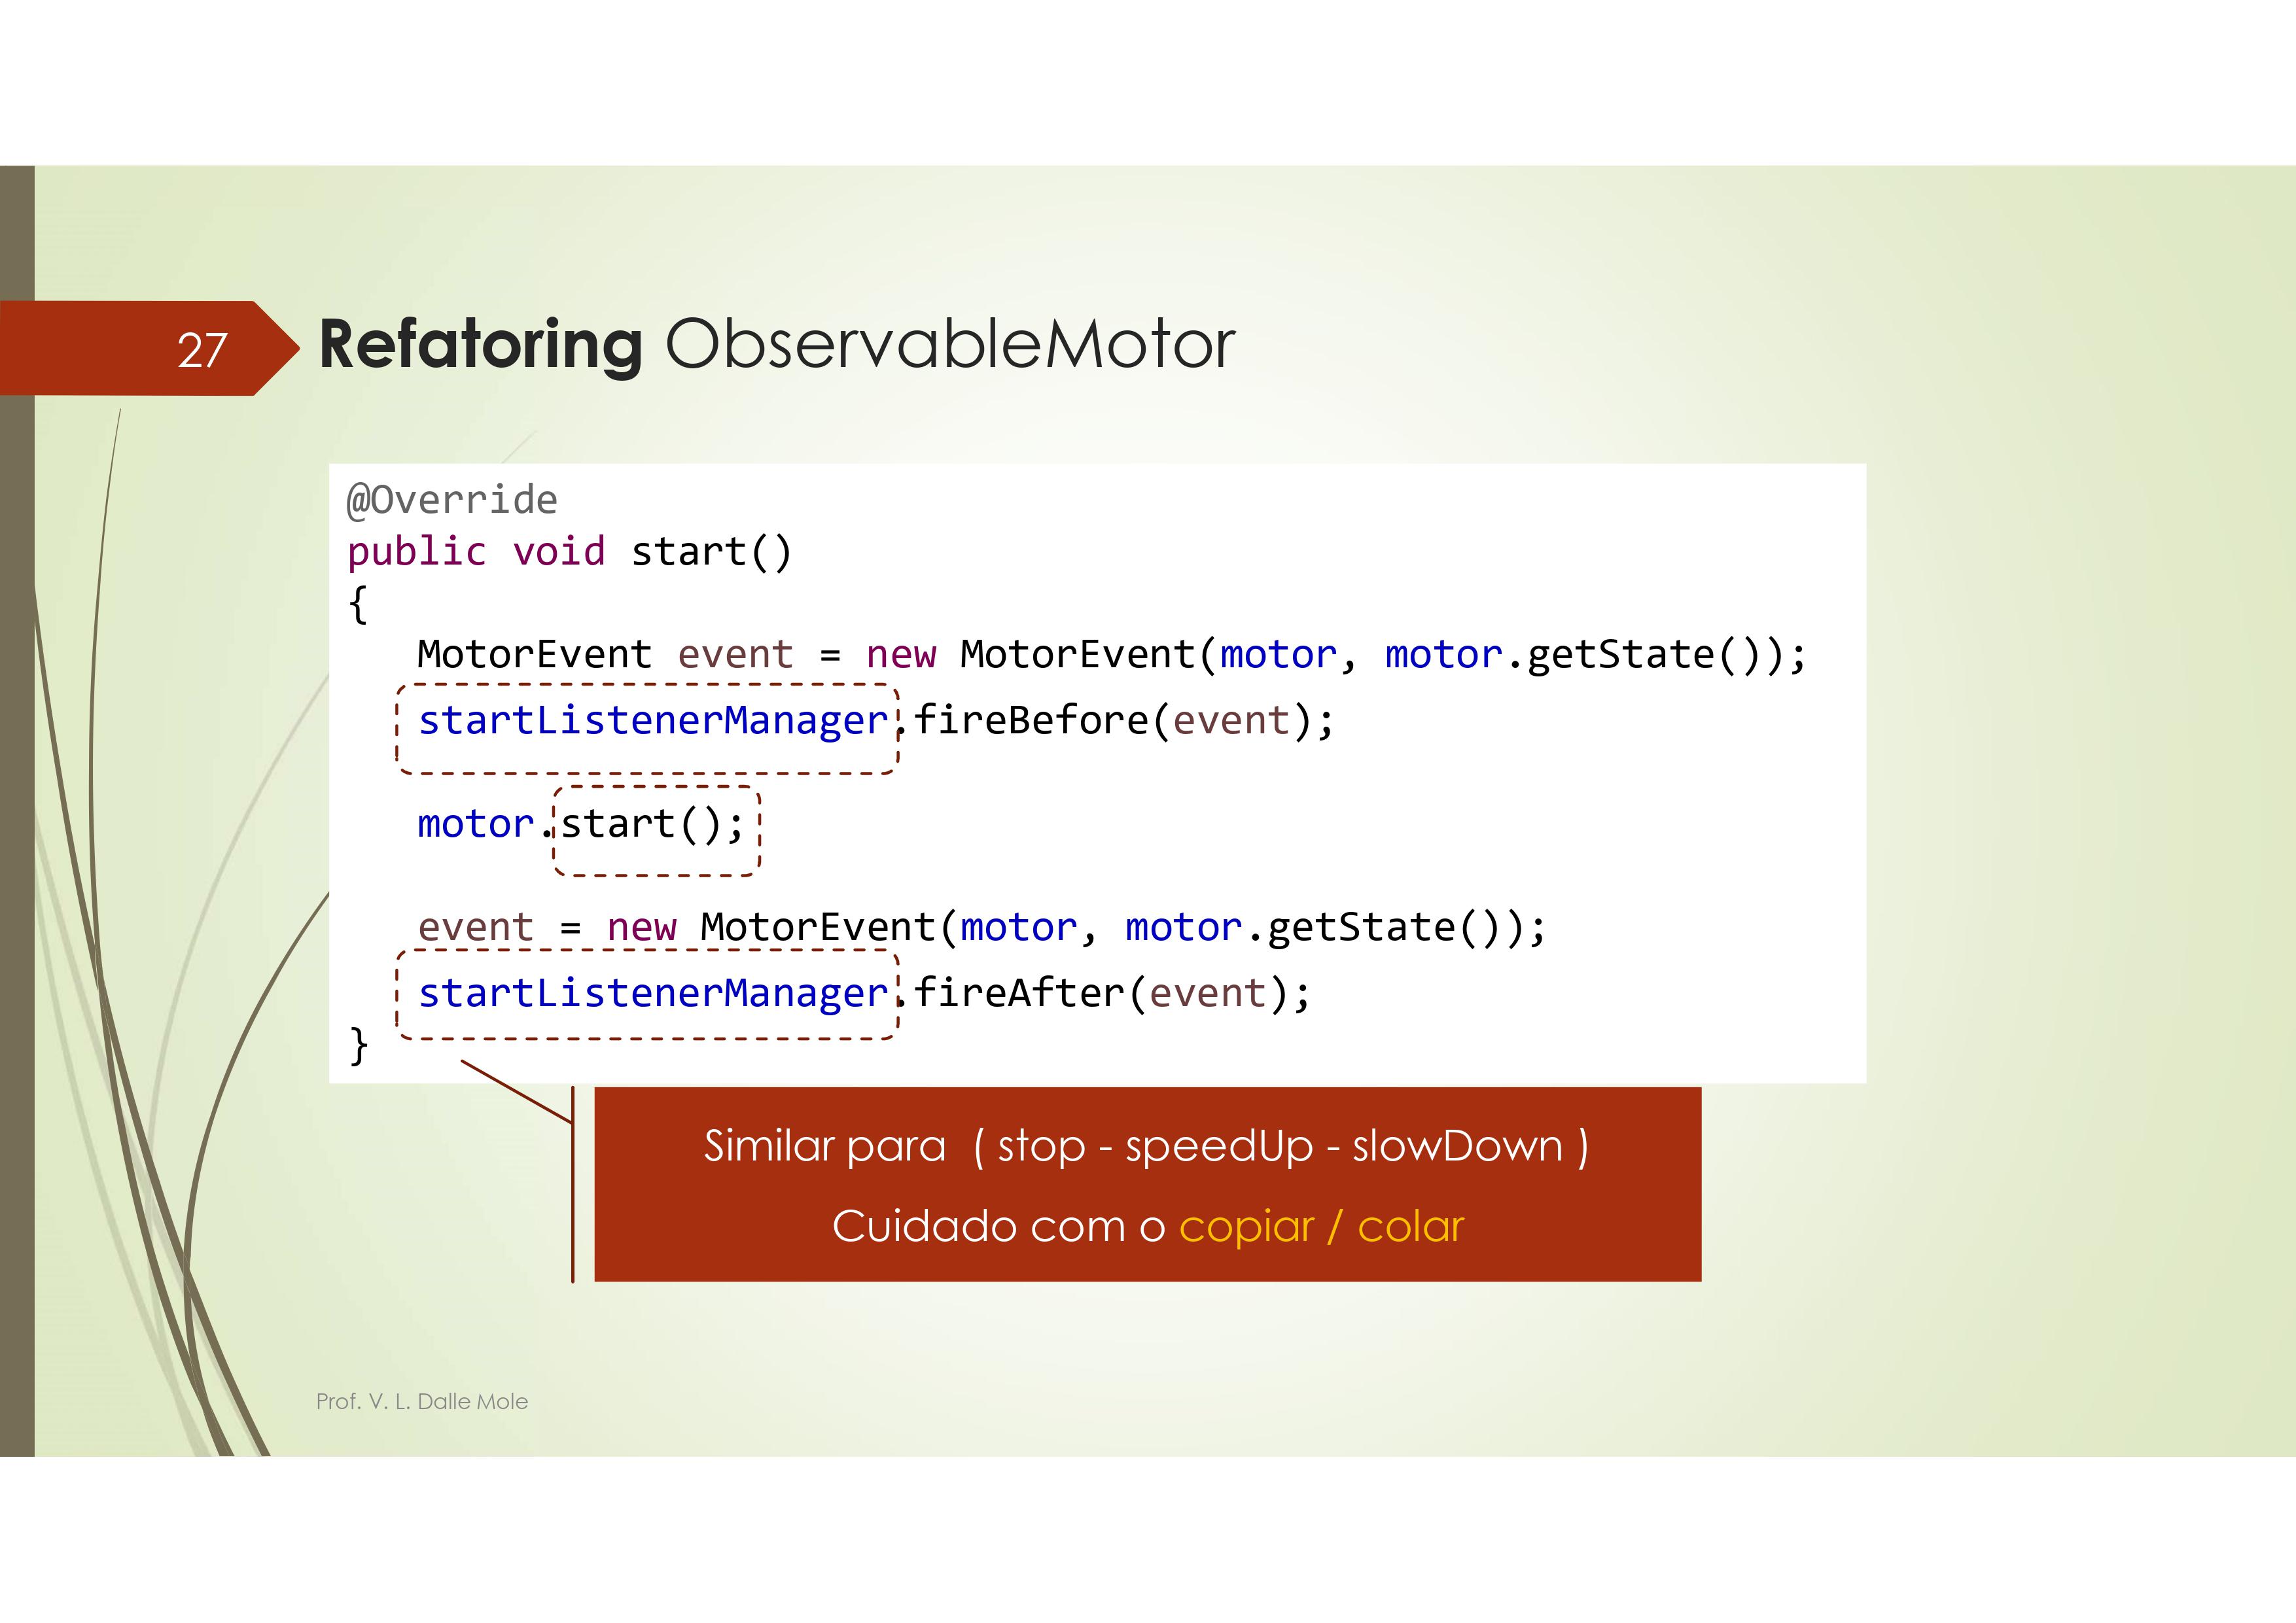 27
Refatoring ObservableMotor
@Override
public void start()
{
MotorEvent event = new MotorEvent(motor, motor.getState());
startListenerManager.fireBefore(event);
motor.start();
event = new MotorEvent(motor, motor.getState());
startListenerManager.fireAfter(event);
}
Similar para ( stop - speedUp - slowDown )
Cuidado com o copiar / colar
Prof. V. L. Dalle Mole